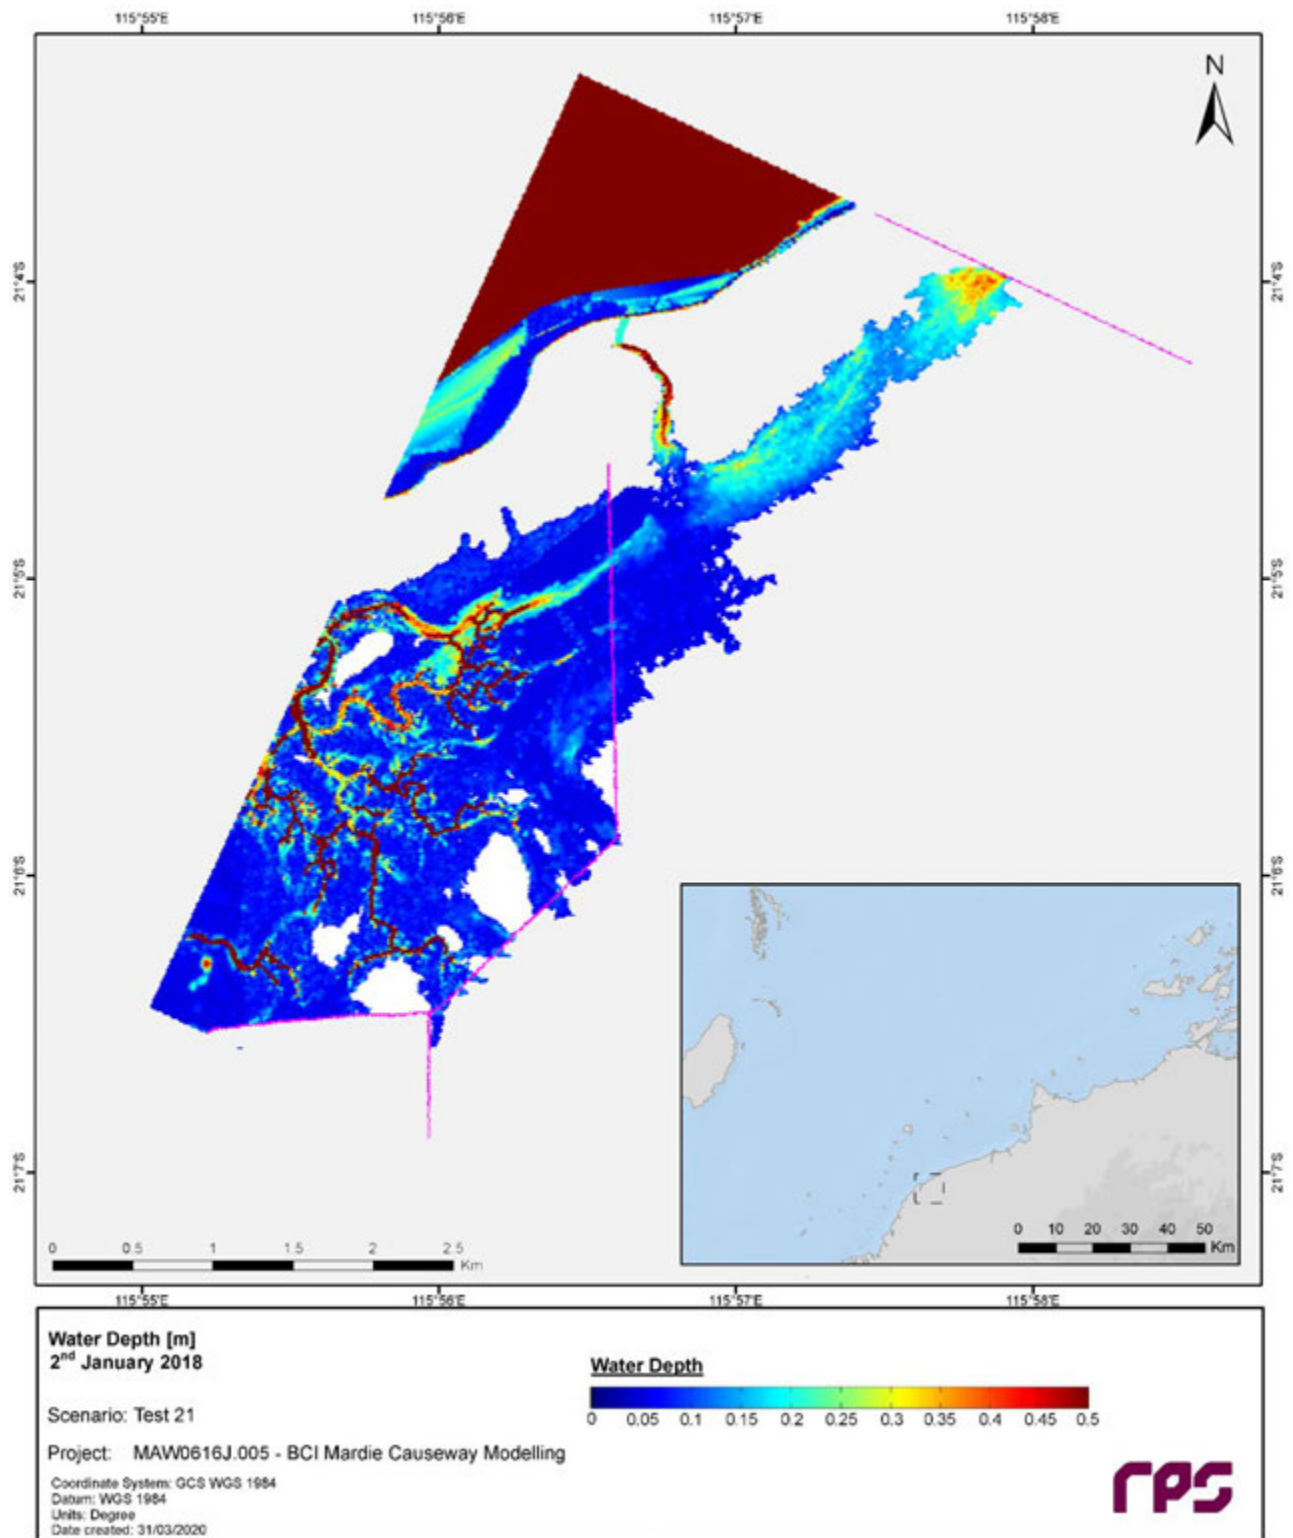 115°55'E 115°56'E 115°57'E 115°58'E
N
21°4'S 21°4'S
21°5'S 21°5'S
21°6'S 21°6'S
21°7'S 21°7'S
0 10 20 30 40 50
Km
0 0.5 1 1.5 2 2.5
Km
115°55'E 115°56'E 115°57'E 115°58'E
Water Depth [m]
2nd January 2018
Water Depth
0 0.05 0.1 0.15 0.2 0.25 0.3 0.35 0.4 0.45 0.5
Scenario: Test 21
Project: MAW0616J.005 - BCI Mardie Causeway Modelling
Coordinate System: GCS WGS 1984
Datum: WGS 1984
Units: Degree
Date created: 31/03/2020
rps